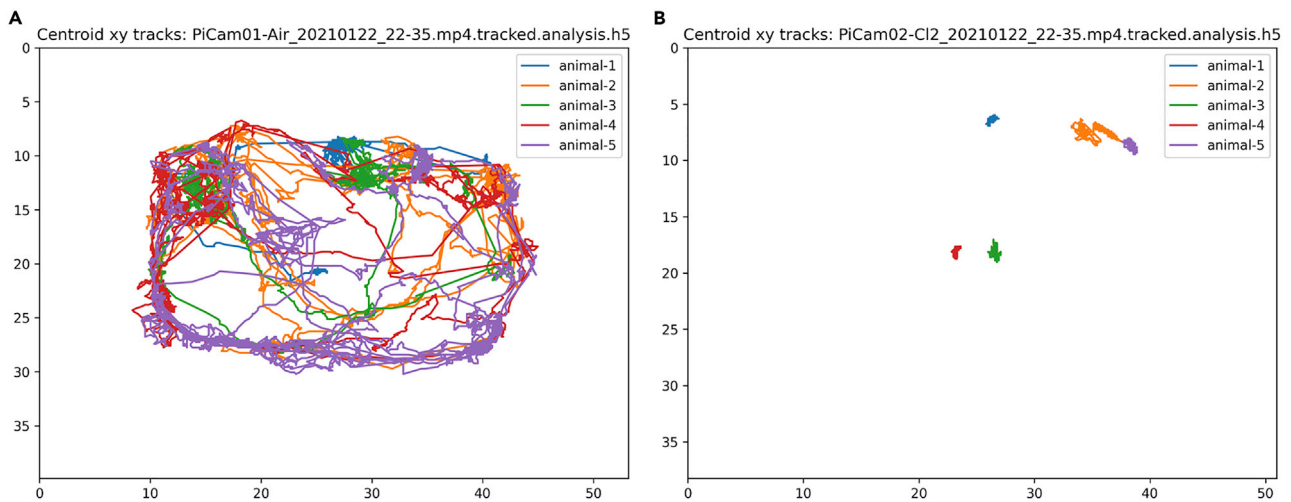 A
Centroid xy tracks: PiCam01-Air_20210122_22-35.mp4.tracked.analysis.h5
0
5
10
15
20
25
30
35
0
10
20
30
40
50
animal-1
animal-2
animal-3
animal-4
animal-5
B
Centroid xy tracks: PiCam02-Cl2_20210122_22-35.mp4.tracked.analysis.h5
0
5
10
15
20
25
30
35
0
10
20
30
40
50
animal-1
animal-2
animal-3
animal-4
animal-5